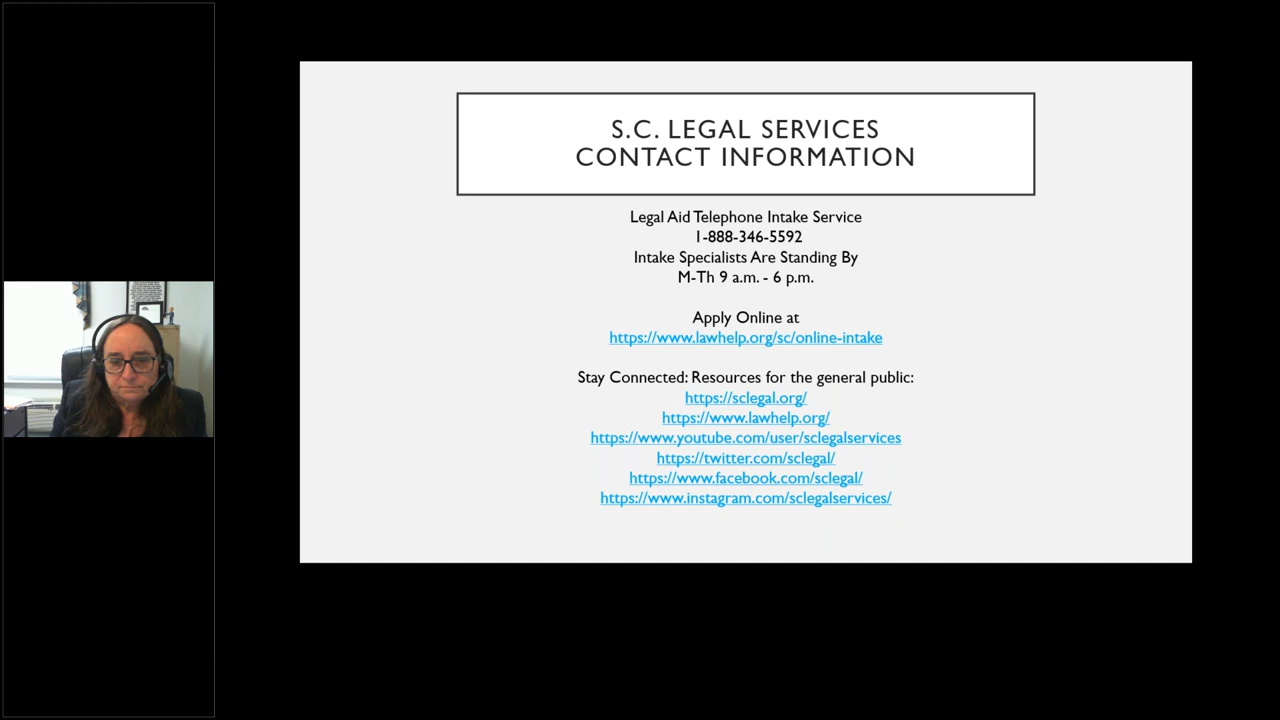 S.C. LEGAL SERVICES
CONTACT INFORMATION
Legal Aid Telephone Intake Service
1-888-346-5592
Intake Specialists Are Standing By
M-Th 9 a.m. - 6 p.m.
Apply Online at
https://www.lawhelp.org/sc/online-intake
Stay Connected: Resources for the general public:
https://sclegal.org/
https://www.lawhelp.org/
https://www.youtube.com/user/sclegalservices
https://twitter.com/sclegal/
https://www.facebook.com/sclegal/
https://www.instagram.com/sclegalservices/